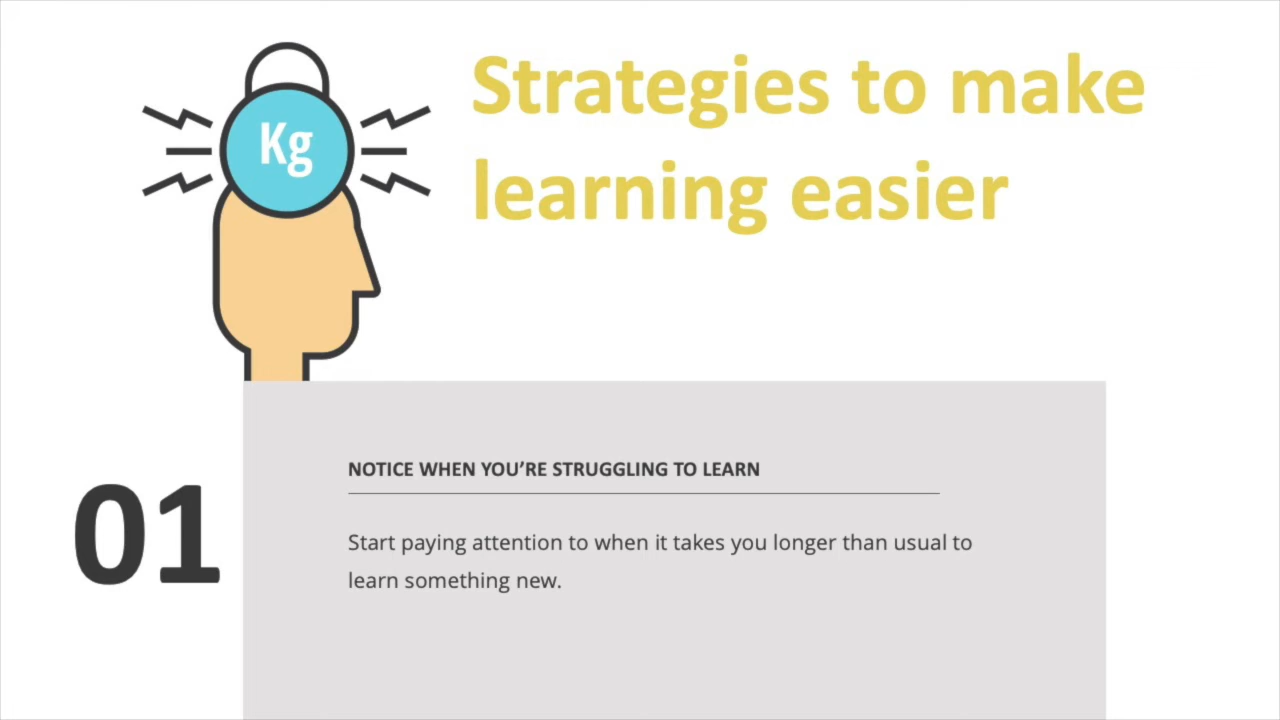 Kg
Strategies to make
learning easier
01
NOTICE WHEN YOU’RE STRUGGLING TO LEARN
Start paying attention to when it takes you longer than usual to
learn something new.